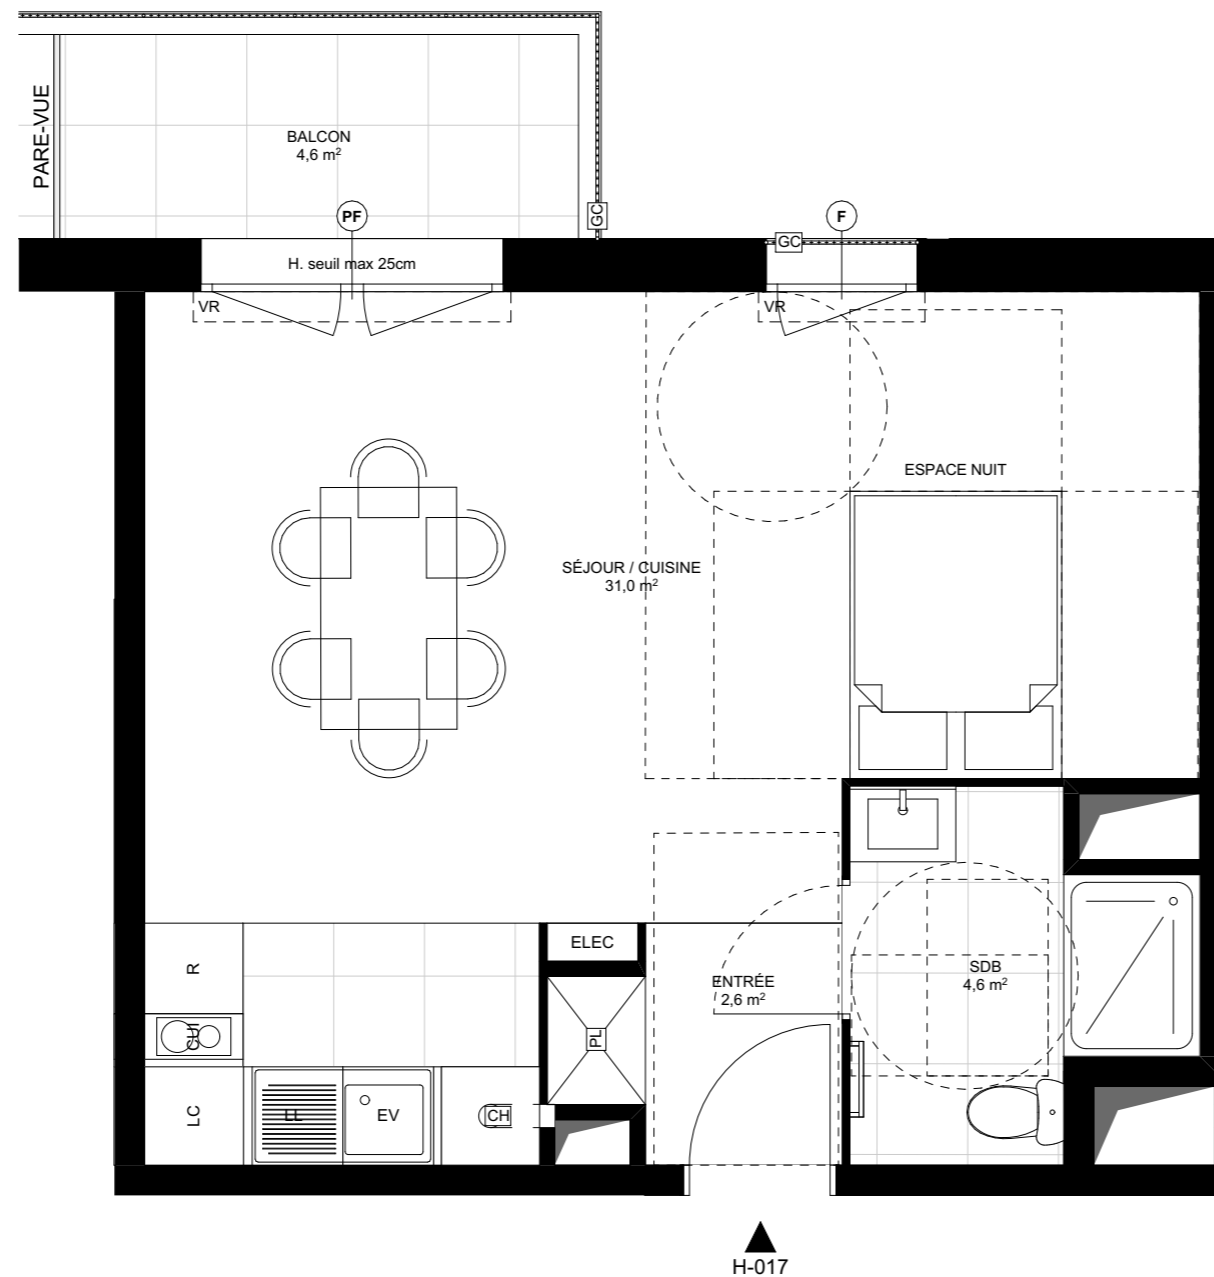 PARE-VUE
BALCON
4,6 m²
GC
PF
F
GC
H. seuil max 25cm
VR
VR
ESPACE NUIT
SÉJOUR / CUISINE
31,0 m²
ELEC
R
ENTRÉE
2,6 m²
SDB
4,6 m²
CUI
PL
LC
LL
EV
CH
H-017